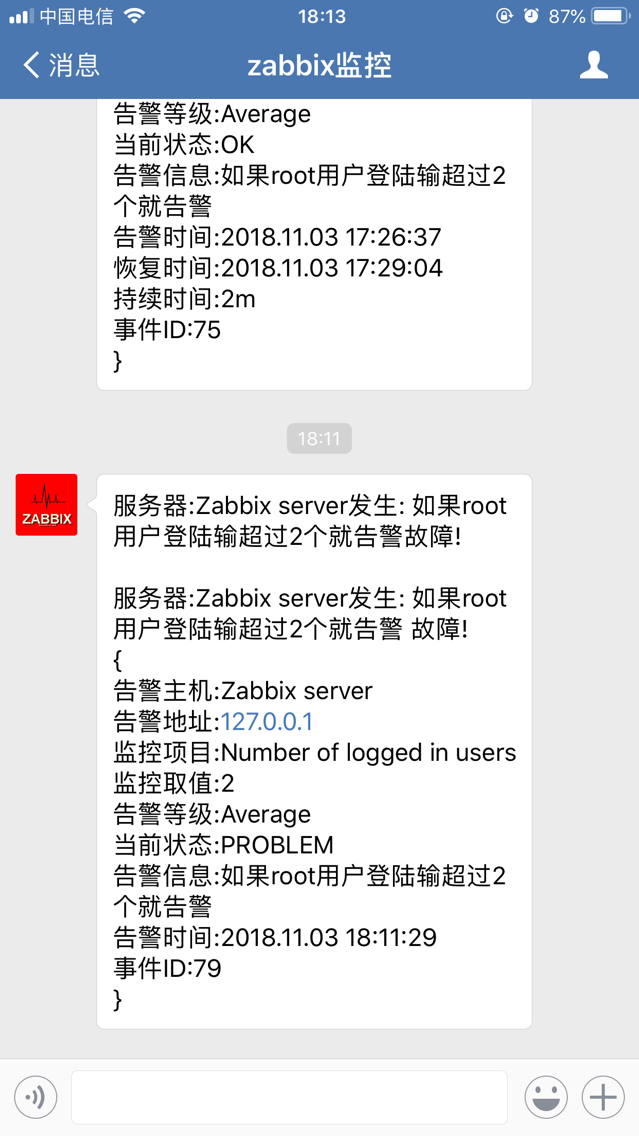 中国电信 18:13 87%
消息 zabbix监控
告警等级:Average
当前状态:OK
告警信息:如果root用户登陆输超过2
个就告警
告警时间:2018.11.03 17:26:37
恢复时间:2018.11.03 17:29:04
持续时间:2m
事件ID:75
}
18:11
ZABBIX
服务器:Zabbix server发生: 如果root
用户登陆输超过2个就告警故障!
服务器:Zabbix server发生: 如果root
用户登陆输超过2个就告警 故障!
{
告警主机:Zabbix server
告警地址:127.0.0.1
监控项目:Number of logged in users
监控取值:2
告警等级:Average
当前状态:PROBLEM
告警信息:如果root用户登陆输超过2
个就告警
告警时间:2018.11.03 18:11:29
事件ID:79
}